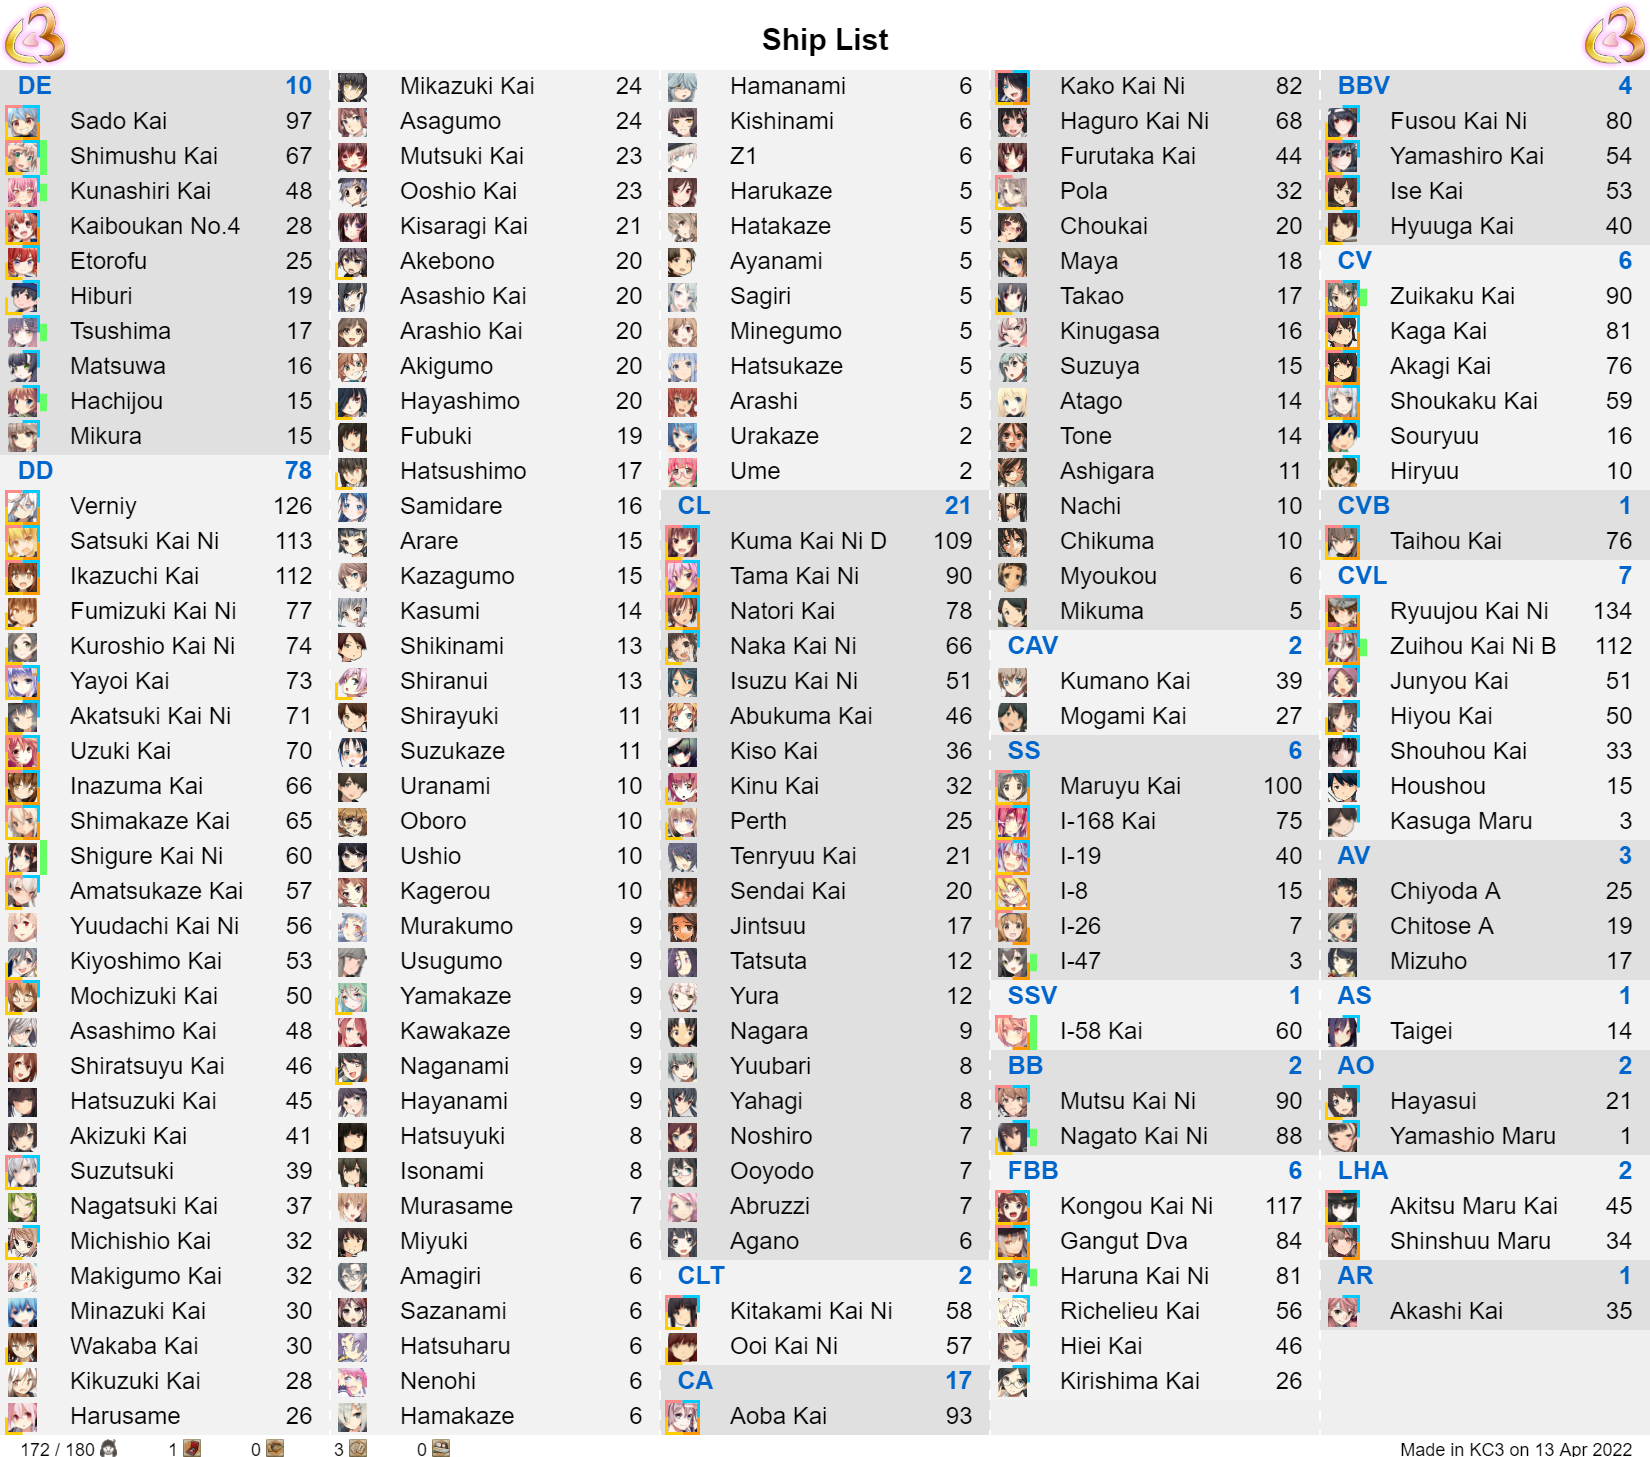 Ship List
DE 10
Sado Kai 97
Shimushu Kai 67
Kunashiri Kai 48
Kaiboukan No.4 28
Etorofu 25
Hiburi 19
Tsushima 17
Matsuwa 16
Hachijou 15
Mikura 15
DD 78
Verniy 126
Satsuki Kai Ni 113
Ikazuchi Kai 112
Fumizuki Kai Ni 77
Kuroshio Kai Ni 74
Yayoi Kai 73
Akatsuki Kai Ni 71
Uzuki Kai 70
Inazuma Kai 66
Shimakaze Kai 65
Shigure Kai Ni 60
Amatsukaze Kai 57
Yuudachi Kai Ni 56
Kiyoshimo Kai 53
Mochizuki Kai 50
Asashimo Kai 48
Shiratsuyu Kai 46
Hatsuzuki Kai 45
Akizuki Kai 41
Suzutsuki 39
Nagatsuki Kai 37
Michishio Kai 32
Makigumo Kai 32
Minazuki Kai 30
Wakaba Kai 30
Kikuzuki Kai 28
Harusame 26
Mikazuki Kai 24
Asagumo 24
Mutsuki Kai 23
Ooshio Kai 23
Kisaragi Kai 21
Akebono 20
Asashio Kai 20
Arashio Kai 20
Akigumo 20
Hayashimo 20
Fubuki 19
Hatsushimo 17
Samidare 16
Arare 15
Kazagumo 15
Kasumi 14
Shikinami 13
Shiranui 13
Shirayuki 11
Suzukaze 11
Uranami 10
Oboro 10
Ushio 10
Kagerou 10
Murakumo 9
Usugumo 9
Yamakaze 9
Kawakaze 9
Naganami 9
Hayanami 9
Hatsuyuki 8
Isonami 8
Murasame 7
Miyuki 6
Amagiri 6
Sazanami 6
Hatsuharu 6
Nenohi 6
Hamakaze 6
Hamanami 6
Kishinami 6
Z1 6
Harukaze 5
Hatakaze 5
Ayanami 5
Sagiri 5
Minegumo 5
Hatsukaze 5
Arashi 5
Urakaze 2
Ume 2
CL 21
Kuma Kai Ni D 109
Tama Kai Ni 90
Natori Kai 78
Naka Kai Ni 66
Isuzu Kai Ni 51
Abukuma Kai 46
Kiso Kai 36
Kinu Kai 32
Perth 25
Tenryuu Kai 21
Sendai Kai 20
Jintsuu 17
Tatsuta 12
Yura 12
Nagara 9
Yuubari 8
Yahagi 8
Noshiro 7
Ooyodo 7
Abruzzi 7
Agano 6
CLT 2
Kitakami Kai Ni 58
Ooi Kai Ni 57
CA 17
Aoba Kai 93
Kako Kai Ni 82
Haguro Kai Ni 68
Furutaka Kai 44
Pola 32
Choukai 20
Maya 18
Takao 17
Kinugasa 16
Suzuya 15
Atago 14
Tone 14
Ashigara 11
Nachi 10
Chikuma 10
Myoukou 6
Mikuma 5
CAV 2
Kumano Kai 39
Mogami Kai 27
SS 6
Maruyu Kai 100
I-168 Kai 75
I-19 40
I-8 15
I-26 7
I-47 3
SSV 1
I-58 Kai 60
BB 2
Mutsu Kai Ni 90
Nagato Kai Ni 88
FBB 6
Kongou Kai Ni 117
Gangut Dva 84
Haruna Kai Ni 81
Richelieu Kai 56
Hiei Kai 46
Kirishima Kai 26
BBV 4
Fusou Kai Ni 80
Yamashiro Kai 54
Ise Kai 53
Hyuuga Kai 40
CV 6
Zuikaku Kai 90
Kaga Kai 81
Akagi Kai 76
Shoukaku Kai 59
Souryuu 16
Hiryuu 10
CVB 1
Taihou Kai 76
CVL 7
Ryuujou Kai Ni 134
Zuihou Kai Ni B 112
Junyou Kai 51
Hiyou Kai 50
Shouhou Kai 33
Houshou 15
Kasuga Maru 3
AV 3
Chiyoda A 25
Chitose A 19
Mizuho 17
AS 1
Taigei 14
AO 2
Hayasui 21
Yamashio Maru 1
LHA 2
Akitsu Maru Kai 45
Shinshuu Maru 34
AR 1
Akashi Kai 35
172 / 180 1 0 3 0
Made in KC3 on 13 Apr 2022